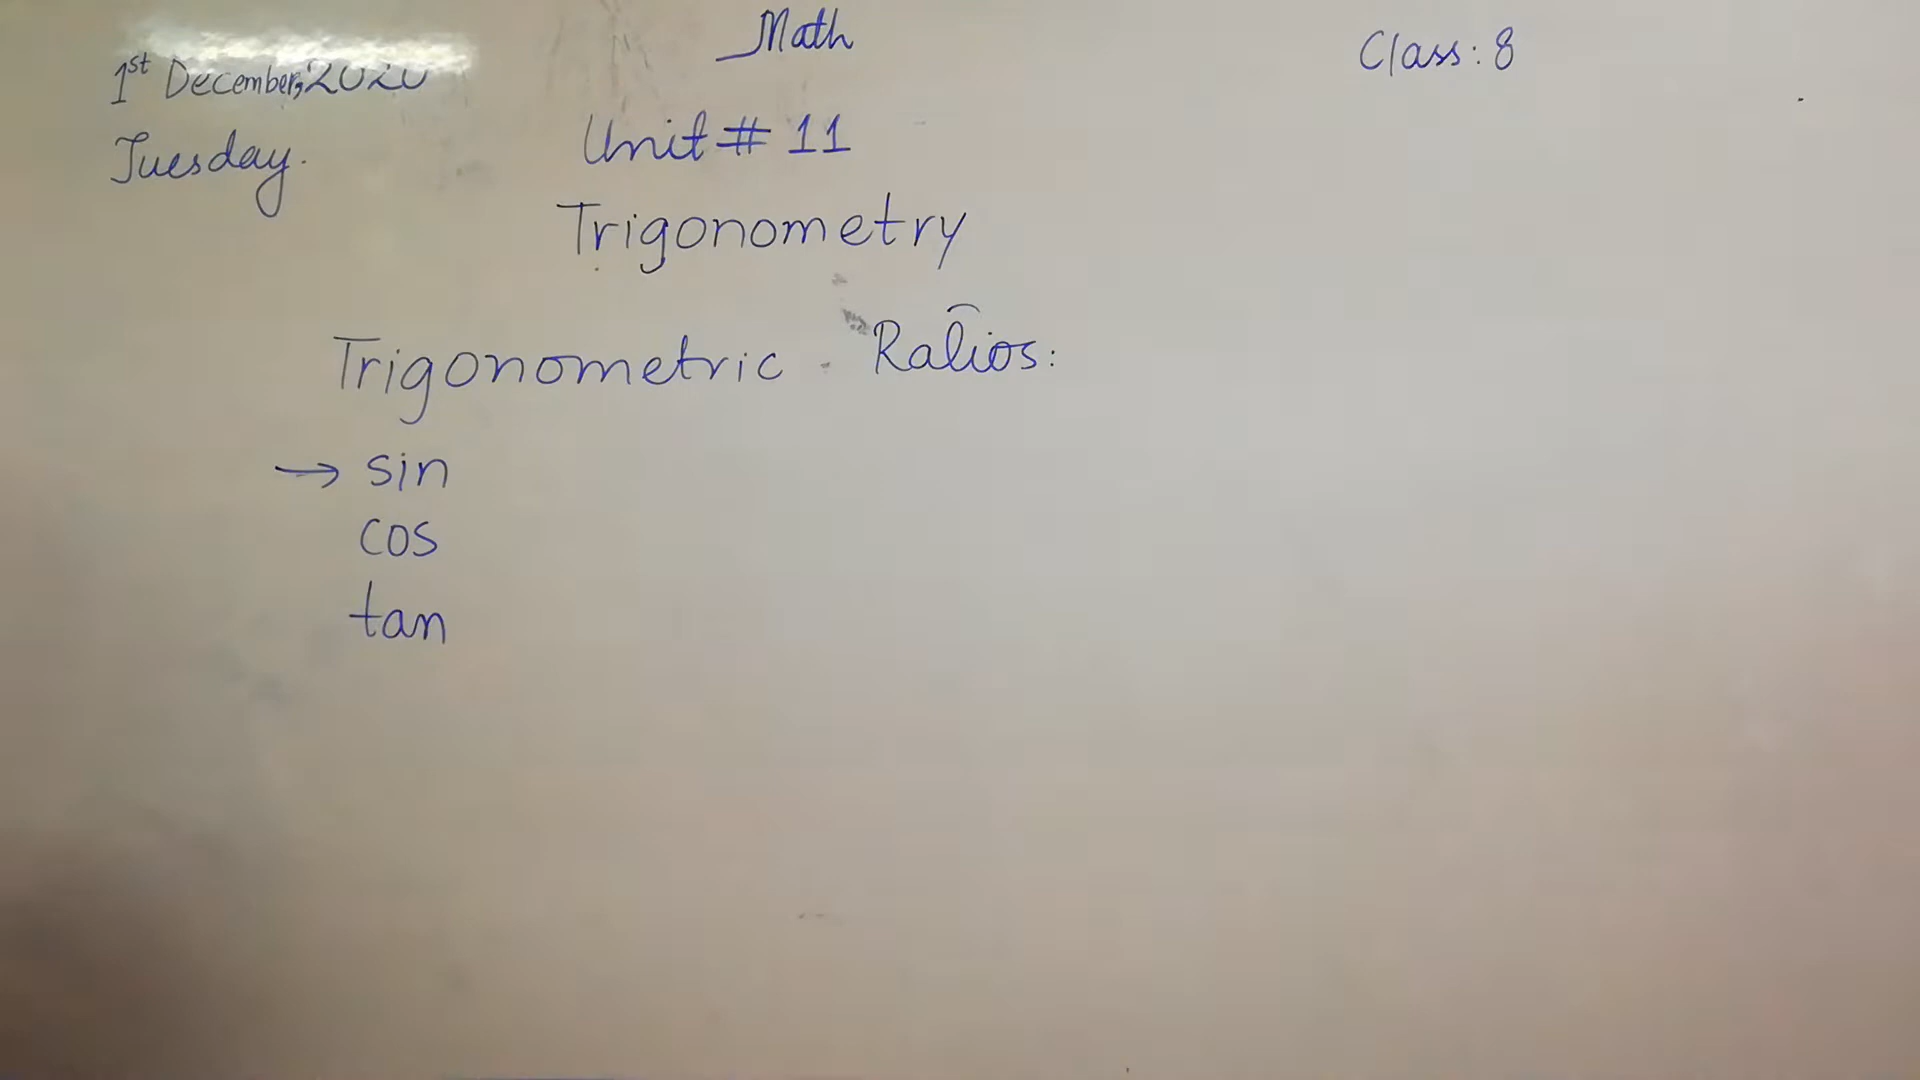 Math
Class: 8
1st December, 2020
Tuesday.
Unit # 11
Trigonometry
Trigonometric Ratios:
→ sin
cos
tan